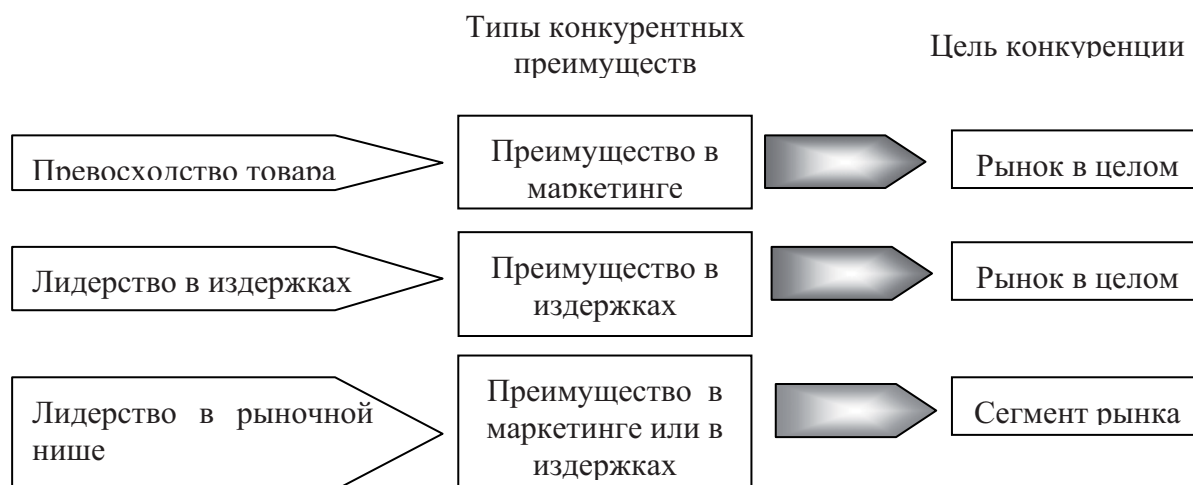 Типы конкурентных
преимуществ
Цель конкуренции
Превосходство товара
Преимущество в
маркетинге
Рынок в целом
Лидерство в издержках
Преимущество в
издержках
Рынок в целом
Лидерство в рыночной
нише
Преимущество в
маркетинге или в
издержках
Сегмент рынка